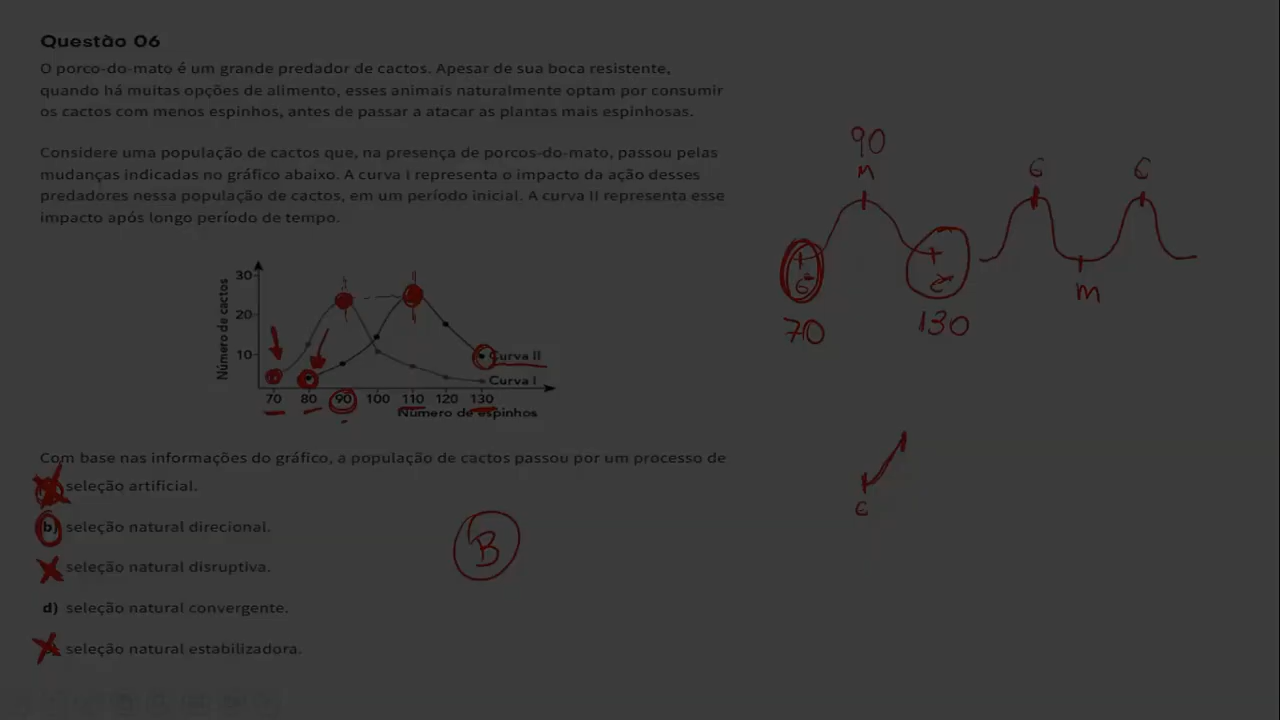 Questão 06
O porco-do-mato é um grande predador de cactos. Apesar de sua boca resistente,
quando há muitas opções de alimento, esses animais naturalmente optam por consumir
os cactos com menos espinhos, antes de passar a atacar as plantas mais espinhosas.
Considere uma população de cactos que, na presença de porcos-do-mato, passou pelas
mudanças indicadas no gráfico abaixo. A curva I representa o impacto da ação desses
predadores nessa população de cactos, em um período inicial. A curva II representa esse
impacto após longo período de tempo.
Número de cactos
30
20
10
Curva II
Curva I
70 80 90 100 110 120 130
Número de espinhos
Com base nas informações do gráfico, a população de cactos passou por um processo de
seleção artificial.
b) seleção natural direcional.
seleção natural disruptiva.
d) seleção natural convergente.
seleção natural estabilizadora.
B
90
m
70
130
m